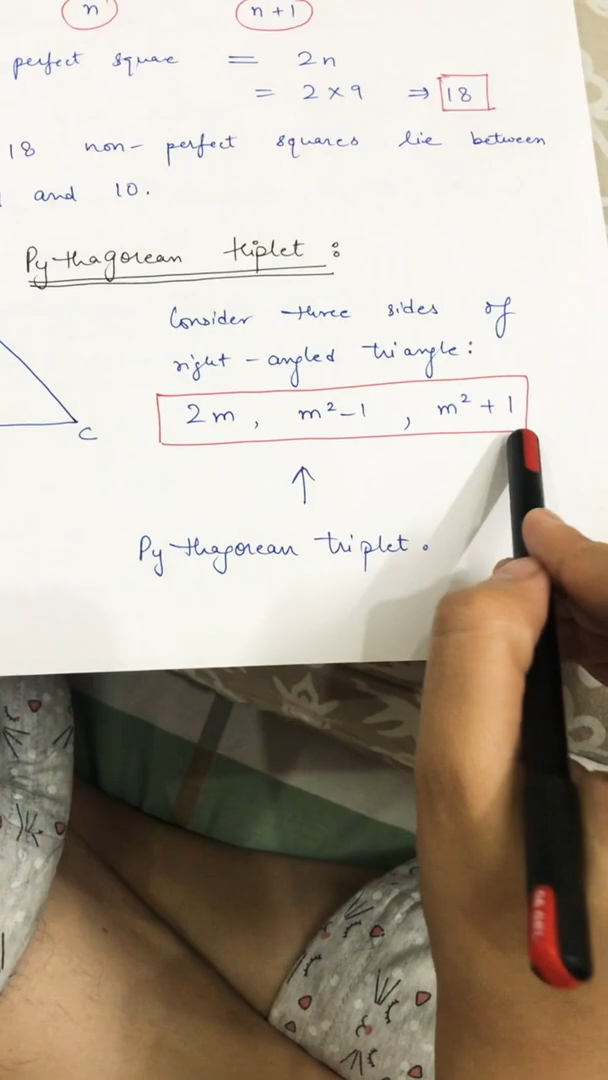 n n+1
perfect square = 2n
= 2×9 ⇒ 18
18 non-perfect squares lie between
and 10.
Pythagorean triplet :
Consider three sides of
right-angled triangle :
2m , m²-1 , m²+1
C
↑
Pythagorean triplet.